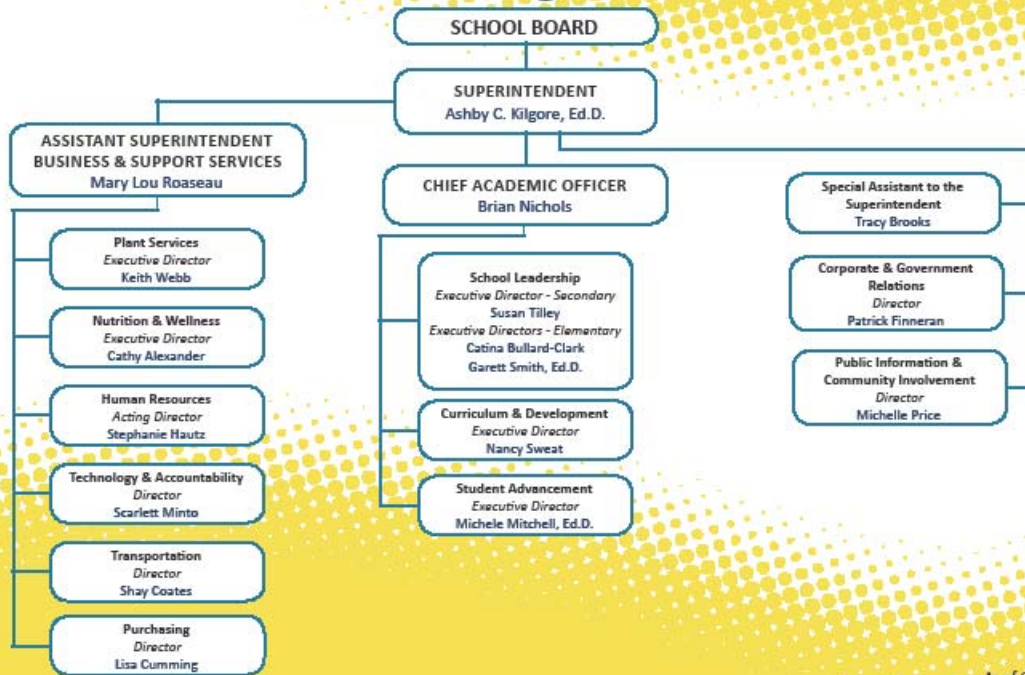 SCHOOL BOARD
SUPERINTENDENT
Ashby C. Kilgore, Ed.D.
ASSISTANT SUPERINTENDENT
BUSINESS & SUPPORT SERVICES
Mary Lou Roaseau
Plant Services
Executive Director
Keith Webb
Nutrition & Wellness
Executive Director
Cathy Alexander
Human Resources
Acting Director
Stephanie Hautz
Technology & Accountability
Director
Scarlett Minto
Transportation
Director
Shay Coates
Purchasing
Director
Lisa Cumming
CHIEF ACADEMIC OFFICER
Brian Nichols
School Leadership
Executive Director - Secondary
Susan Tilley
Executive Directors - Elementary
Catina Bullard-Clark
Garett Smith, Ed.D.
Curriculum & Development
Executive Director
Nancy Sweat
Student Advancement
Executive Director
Michele Mitchell, Ed.D.
Special Assistant to the
Superintendent
Tracy Brooks
Corporate & Government
Relations
Director
Patrick Finneran
Public Information &
Community Involvement
Director
Michelle Price